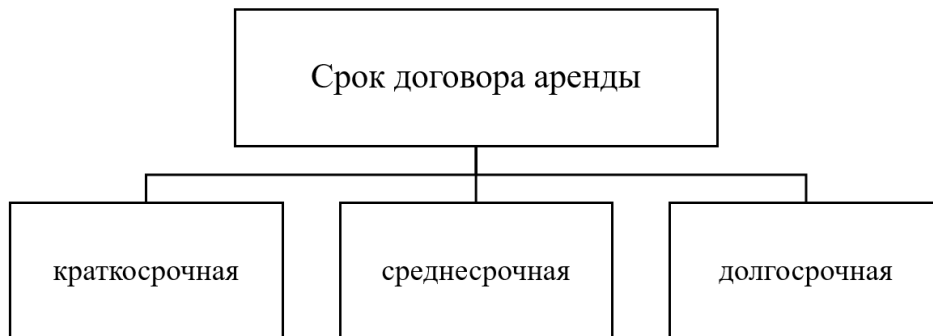 Срок договора аренды
краткосрочная
среднесрочная
долгосрочная